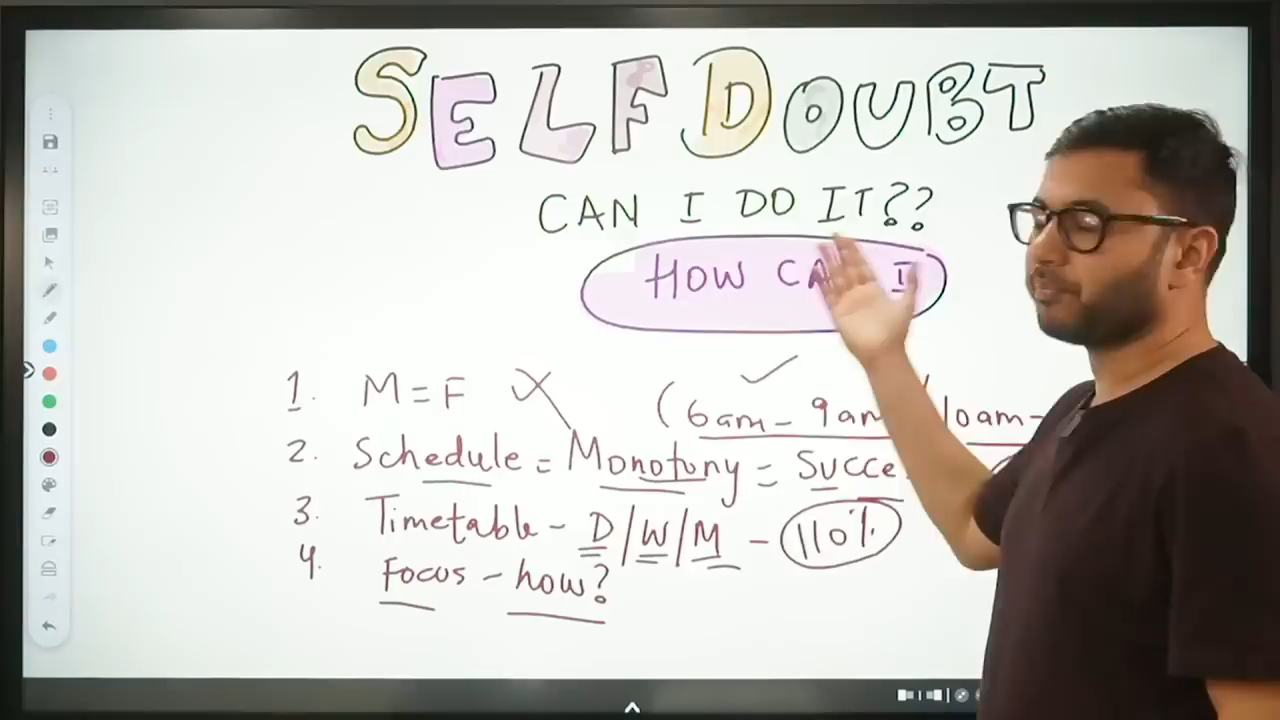 SELF DOUBT
CAN I DO IT??
HOW CA I
1. M = F X (6am - 9am 10am -
2. Schedule = Monotony = Succe
3. Timetable - D/W/M - 110%
4. Focus - how?